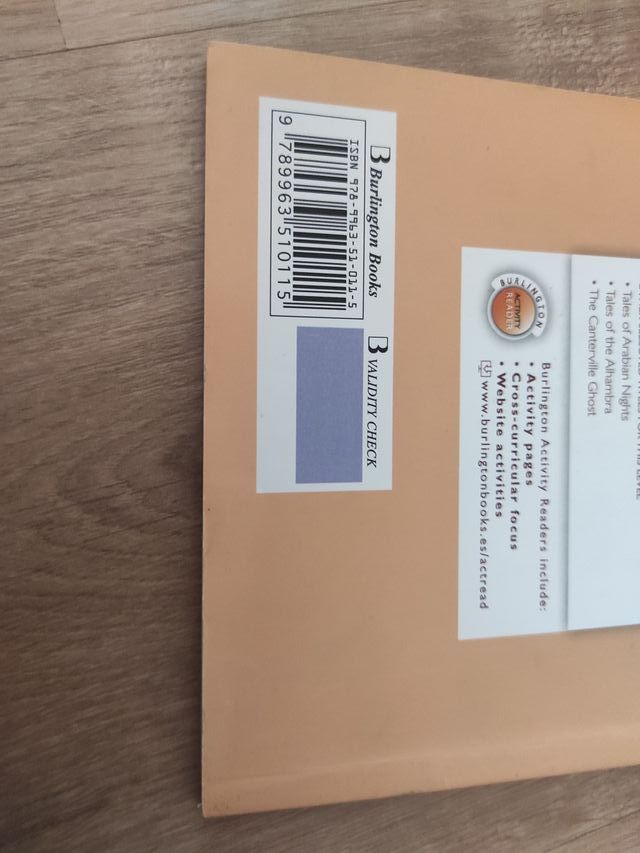 • Tales of Arabian Nights
• Tales of the Alhambra
• The Canterville Ghost
BURLINGTON
ACTIVITY
READER
Burlington Activity Readers include:
• Activity pages
• Cross-curricular focus
• Website activities
www.burlingtonbooks.es/actread
B Burlington Books
ISBN 978-9963-51-011-5
9 789963 510115
B VALIDITY CHECK